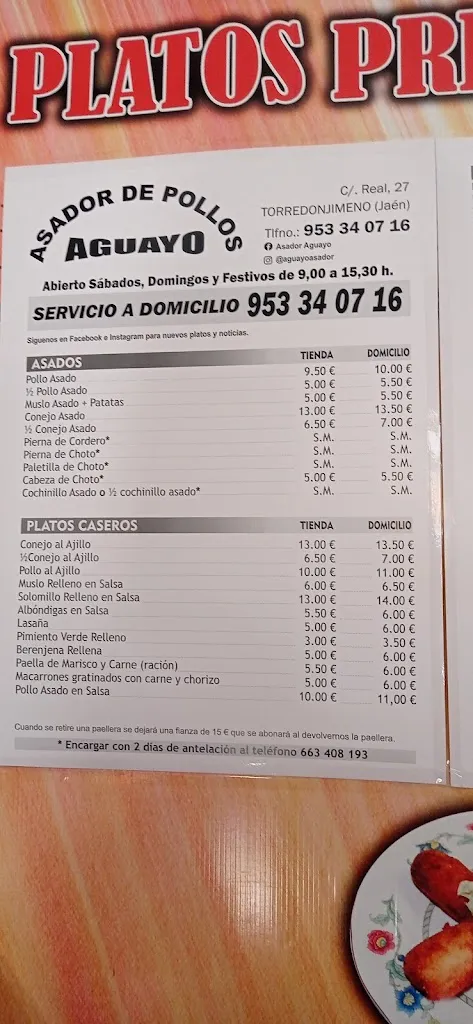 PLATOS PR
ASADOR DE POLLOS
AGUAYO
C/. Real, 27
TORREDONJIMENO (Jaén)
Tlfno.: 953 34 07 16
Asador Aguayo
@aguayoasador
Abierto Sábados, Domingos y Festivos de 9,00 a 15,30 h.
SERVICIO A DOMICILIO 953 34 07 16
Siguenos en Facebook e Instagram para nuevos platos y noticias.
ASADOS TIENDA DOMICILIO
Pollo Asado 9.50 € 10.00 €
½ Pollo Asado 5.00 € 5.50 €
Muslo Asado + Patatas 5.00 € 5.50 €
Conejo Asado 13.00 € 13.50 €
½ Conejo Asado 6.50 € 7.00 €
Pierna de Cordero* S.M. S.M.
Pierna de Choto* S.M. S.M.
Paletilla de Choto* S.M. S.M.
Cabeza de Choto* 5.00 € 5.50 €
Cochinillo Asado o ½ cochinillo asado* S.M. S.M.
PLATOS CASEROS TIENDA DOMICILIO
Conejo al Ajillo 13.00 € 13.50 €
½Conejo al Ajillo 6.50 € 7.00 €
Pollo al Ajillo 10.00 € 11.00 €
Muslo Relleno en Salsa 6.00 € 6.50 €
Solomillo Relleno en Salsa 13.00 € 14.00 €
Albóndigas en Salsa 5.50 € 6.00 €
Lasaña 5.00 € 6.00 €
Pimiento Verde Relleno 3.00 € 3.50 €
Berenjena Rellena 5.00 € 6.00 €
Paella de Marisco y Carne (ración) 5.50 € 6.00 €
Macarrones gratinados con carne y chorizo 5.00 € 6.00 €
Pollo Asado en Salsa 10.00 € 11,00 €
Cuando se retire una paellera se dejará una fianza de 15 € que se abonará al devolvernos la paellera.
* Encargar con 2 días de antelación al teléfono 663 408 193